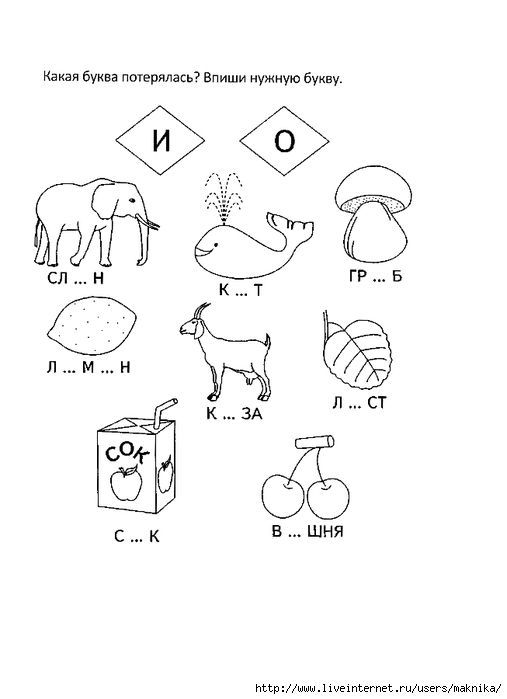 Какая буква потерялась? Впиши нужную букву.
И О
СЛ ... Н
К ... Т
ГР ... Б
Л ... М ... Н
К ... ЗА
Л ... СТ
СОК
С ... К
В ... ШНЯ
http://www.liveinternet.ru/users/maknika/